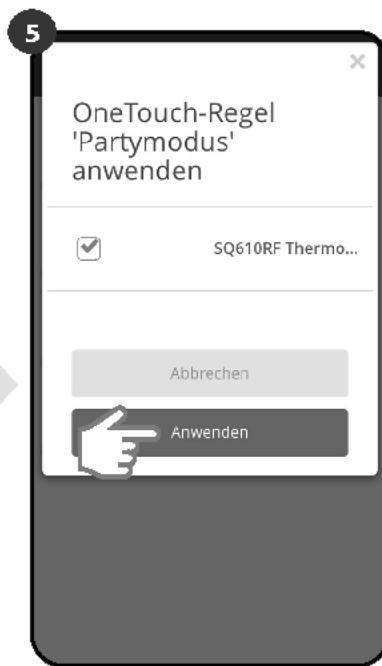 5
×
OneTouch-Regel
'Partymodus'
anwenden
SQ610RF Thermo...
Abbrechen
Anwenden